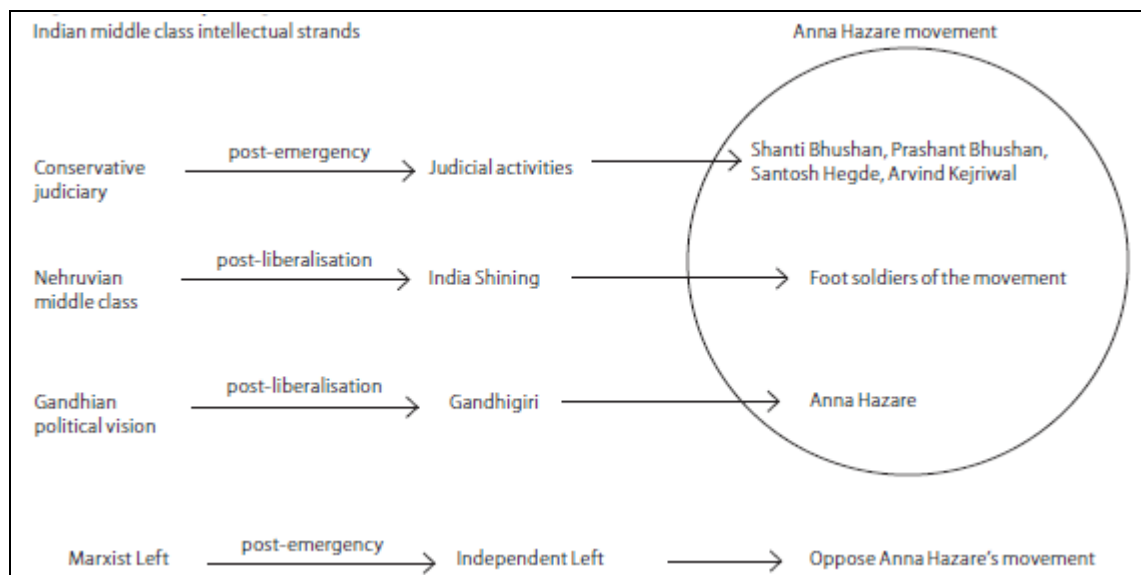 Indian middle class intellectual strands
Anna Hazare movement
Conservative
judiciary
post-emergency
Judicial activities
Shanti Bhushan, Prashant Bhushan,
Santosh Hegde, Arvind Kejriwal
Nehruvian
middle class
post-liberalisation
India Shining
Foot soldiers of the movement
Gandhian
political vision
post-liberalisation
Gandhigiri
Anna Hazare
Marxist Left
post-emergency
Independent Left
Oppose Anna Hazare's movement